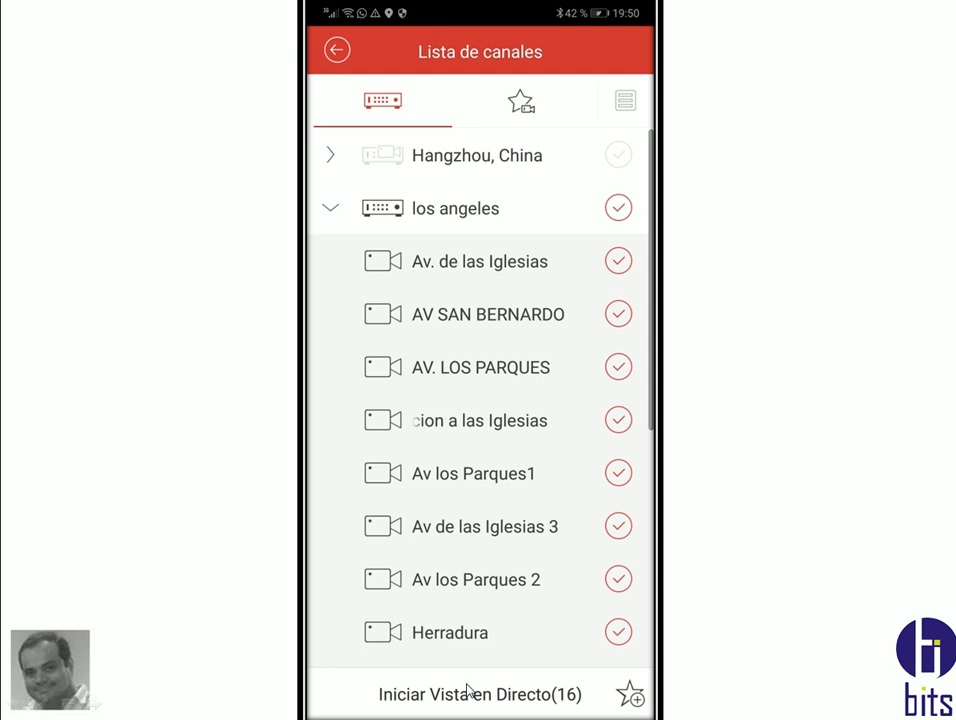 3G 42 % 19:50
Lista de canales
Hangzhou, China
los angeles
Av. de las Iglesias
AV SAN BERNARDO
AV. LOS PARQUES
cion a las Iglesias
Av los Parques1
Av de las Iglesias 3
Av los Parques 2
Herradura
Iniciar Vista en Directo(16)
hi
bits